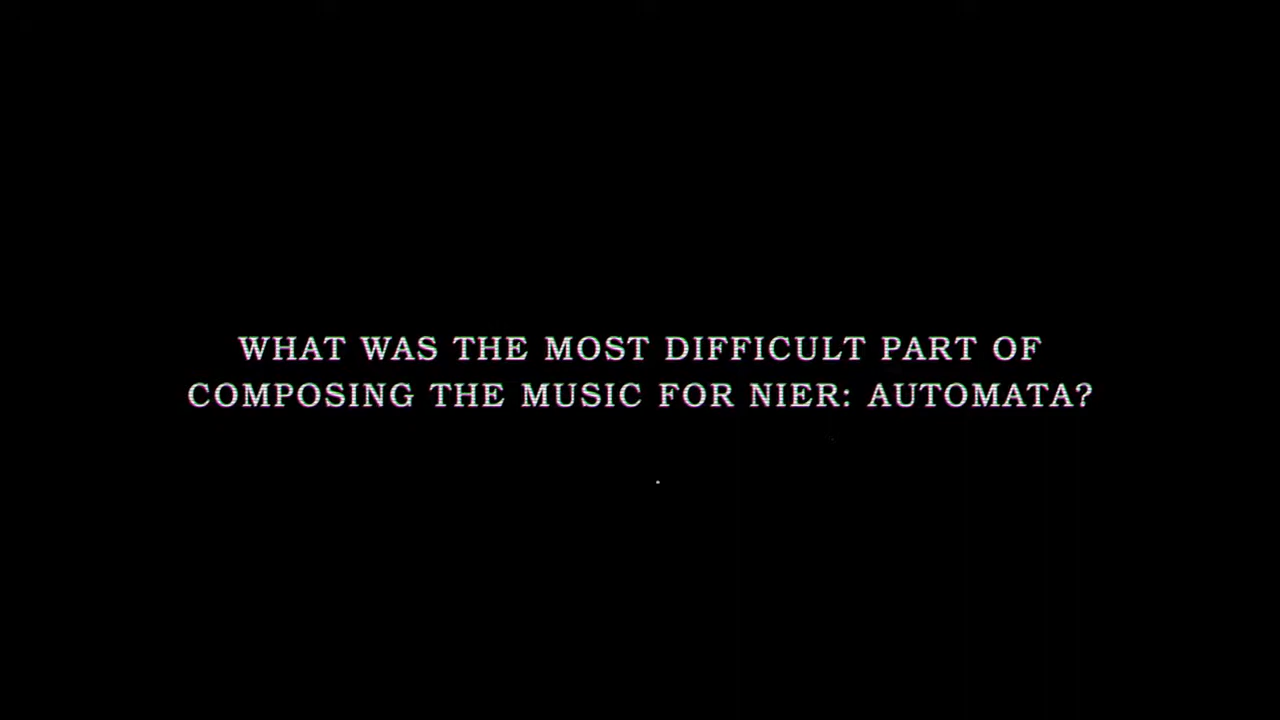 WHAT WAS THE MOST DIFFICULT PART OF
COMPOSING THE MUSIC FOR NIER: AUTOMATA?